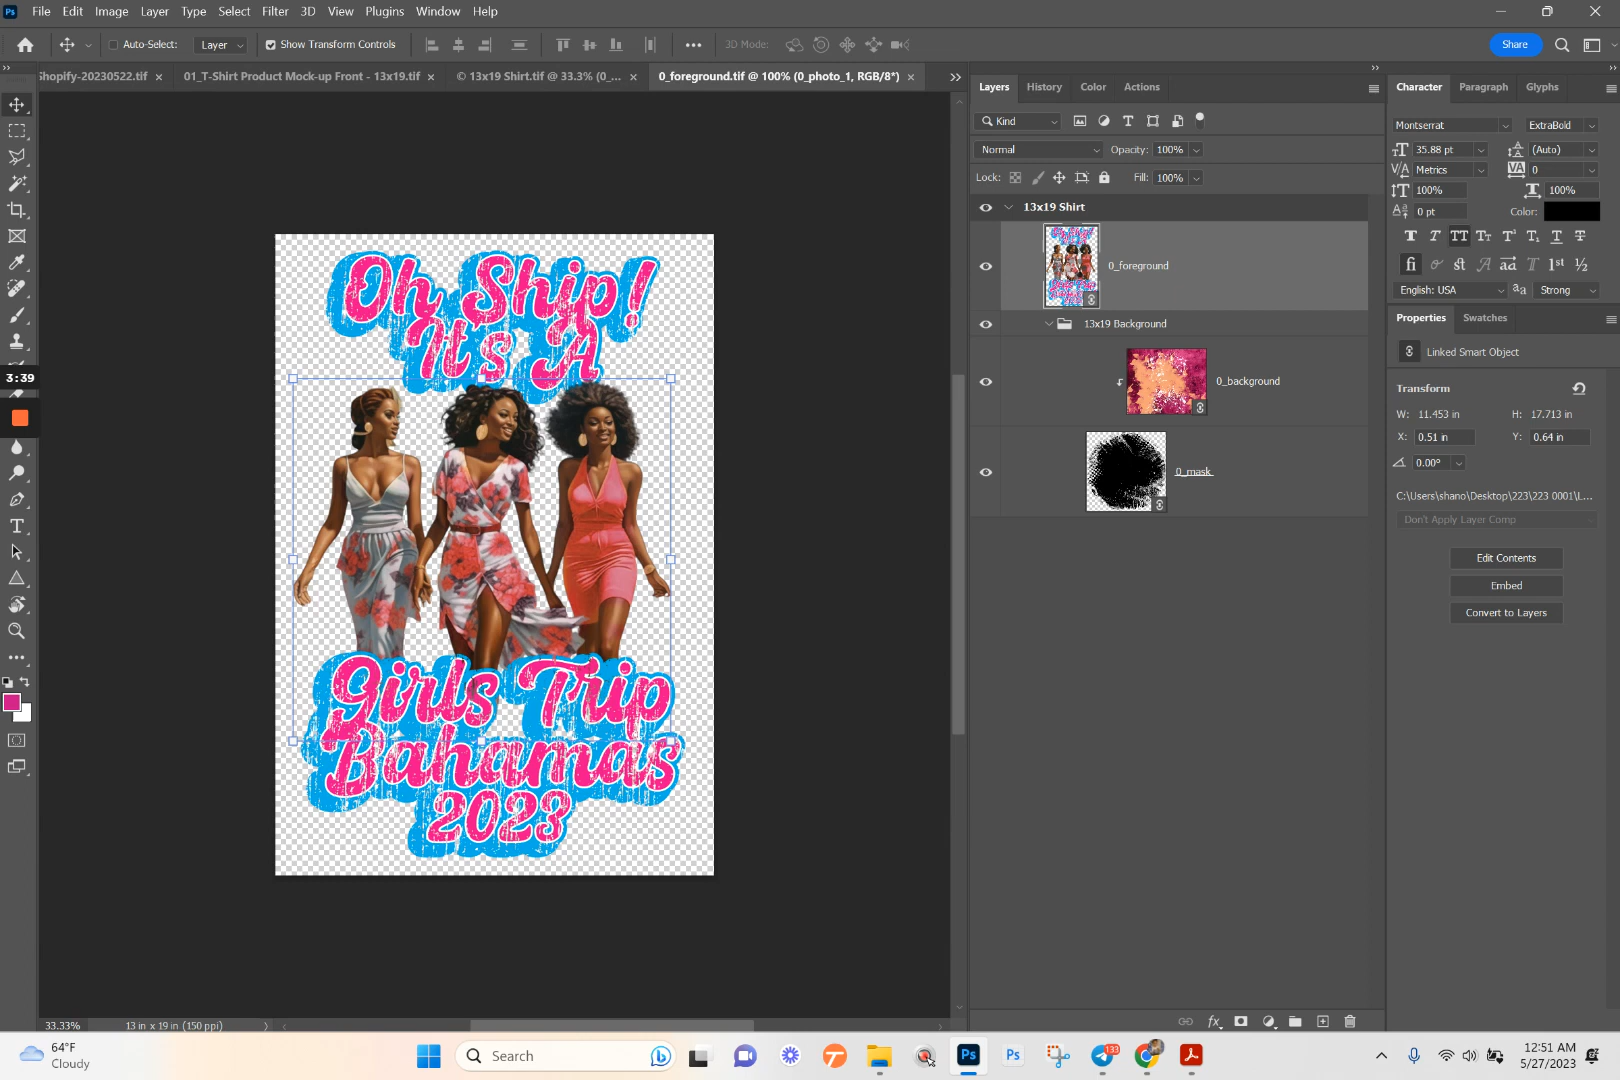 Ps File Edit Image Layer Type Select Filter 3D View Plugins Window Help
Auto-Select: Layer Show Transform Controls 3D Mode: Share
Shopify-20230522.tif × 01_T-Shirt Product Mock-up Front - 13x19.tif × © 13x19 Shirt.tif @ 33.3% (0_... × 0_foreground.tif @ 100% (0_photo_1, RGB/8*) ×
Oh Ship!
It's A
Girls Trip
Bahamas
2023
3:39
33.33% 13 in x 19 in (150 ppi)
Layers History Color Actions
Kind
Normal Opacity: 100%
Lock: Fill: 100%
13x19 Shirt
0_foreground
13x19 Background
0_background
0_mask
Character Paragraph Glyphs
Montserrat ExtraBold
35.88 pt (Auto)
Metrics 0
100% 100%
0 pt Color:
English: USA aa Strong
Properties Swatches
Linked Smart Object
Transform
W: 11.453 in H: 17.713 in
X: 0.51 in Y: 0.64 in
0.00°
C:\Users\shano\Desktop\223\223 0001\L...
Don't Apply Layer Comp
Edit Contents
Embed
Convert to Layers
64°F
Cloudy
Search
Ps
Ps
133
12:51 AM
5/27/2023